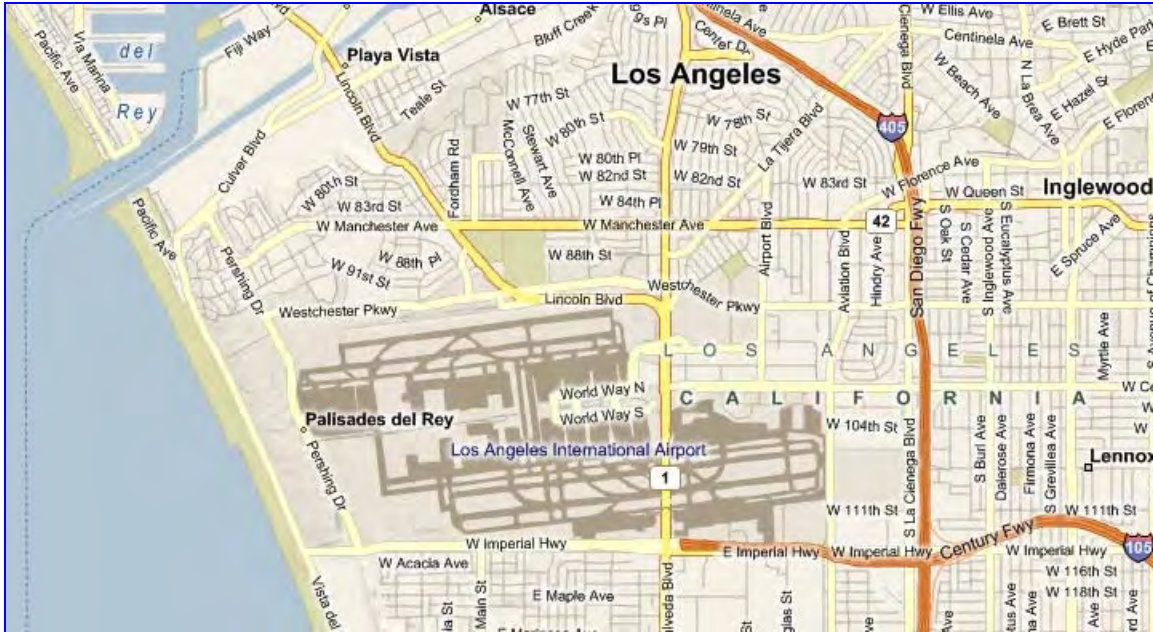 Alsace
W Ellis Ave
E Brett St
Centinela Ave
E Hyde Park
Via Marina
Pacific Ave
del
Rey
Fiji Way
Bluff Creek
Playa Vista
Los Angeles
Cienega Blvd
W Beach Ave
N La Brea Ave
E Hazel St
E Florence
Lincoln Blvd
Teale St
W 77th St
W 80th St
McConnell Ave
Stewart Ave
W 78th St
W 79th St
La Tijera Blvd
405
Culver Blvd
Fordham Rd
W 80th Pl
W 82nd St
W 82nd St
W 83rd St
W Florence Ave
W Queen St
Inglewood
W 80th St
W 83rd St
W 84th Pl
Pacific Ave
W Manchester Ave
W Manchester Ave
42
Airport Blvd
Aviation Blvd
Hindry Ave
San Diego Fwy
S Oak St
S Cedar Ave
S Inglewood Ave
S Eucalyptus Ave
E Spruce Ave
S Avenue of Champions
Pershing Dr
W 88th Pl
W 91st St
W 88th St
Westchester Pkwy
Lincoln Blvd
Westchester Pkwy
LOS ANGELES
Myrtle Ave
World Way N
CALIFORNIA
W Ce
World Way S
Palisades del Rey
Los Angeles International Airport
W 104th St
S La Cienega Blvd
S Burl Ave
Dalerose Ave
Firmona Ave
S Grevillea Ave
Lennox
Pershing Dr
1
W 111th St
W 111th St
W Imperial Hwy
E Imperial Hwy
W Imperial Hwy
Century Fwy
W Imperial Hwy
105
W Acacia Ave
W 116th St
W 118th St
Vista del
Main St
E Maple Ave